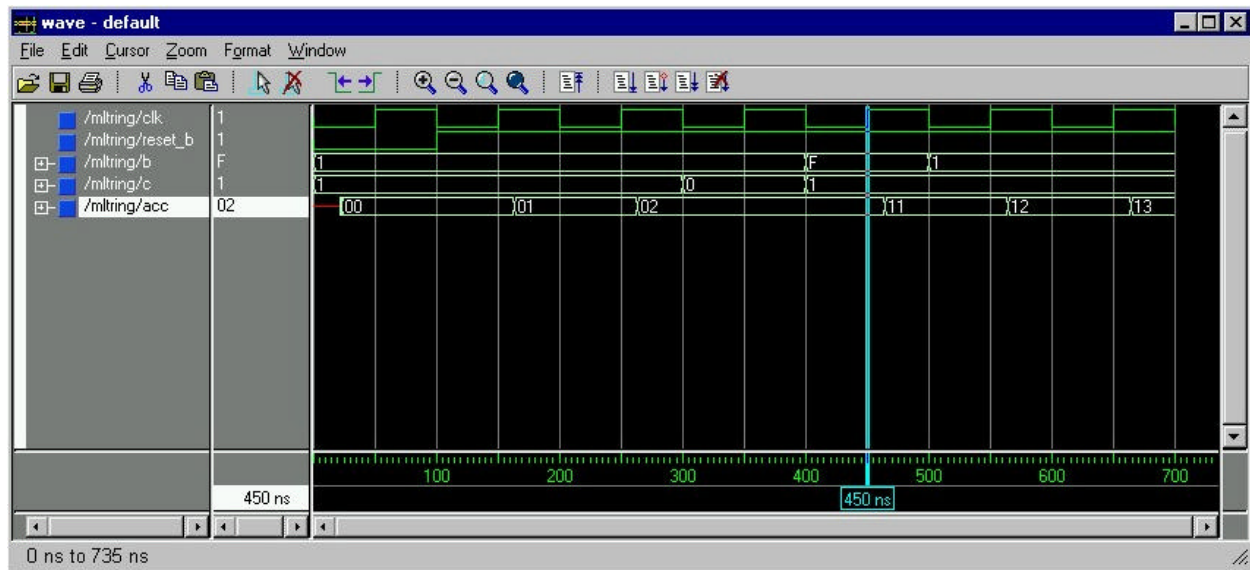 wave - default
File Edit Cursor Zoom Format Window
/mltring/clk 1
/mltring/reset_b 1
/mltring/b F 1 F 1
/mltring/c 1 1 0 1
/mltring/acc 02 00 01 02 11 12 13
100 200 300 400 500 600 700
450 ns 450 ns
0 ns to 735 ns